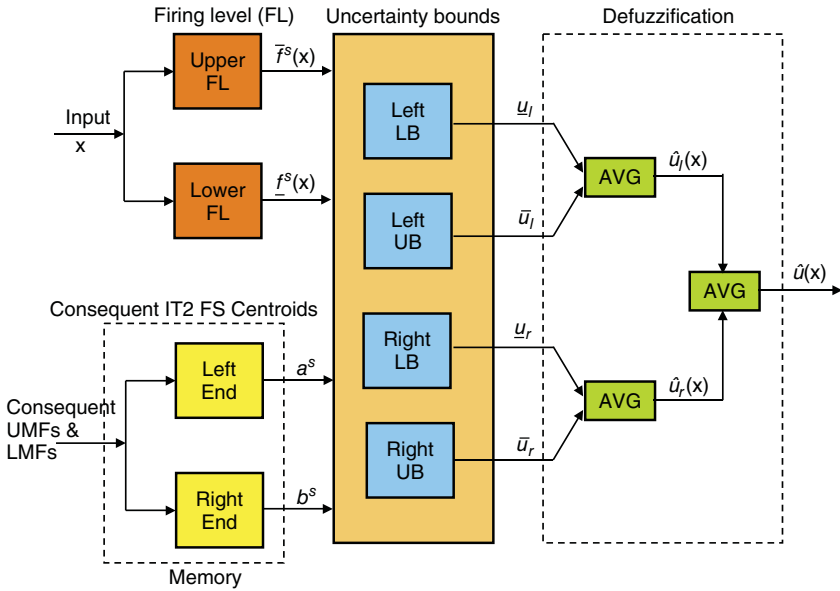 Firing level (FL)
Uncertainty bounds
Defuzzification
Upper
FL
f̅ˢ(x)
Input
x
Lower
FL
f̲ˢ(x)
Left
LB
u̲ₗ
Left
UB
u̅ₗ
AVG
ûₗ(x)
AVG
û(x)
Consequent IT2 FS Centroids
Left
End
aˢ
Consequent
UMFs &
LMFs
Right
End
bˢ
Memory
Right
LB
u̲ᵣ
Right
UB
u̅ᵣ
AVG
ûᵣ(x)